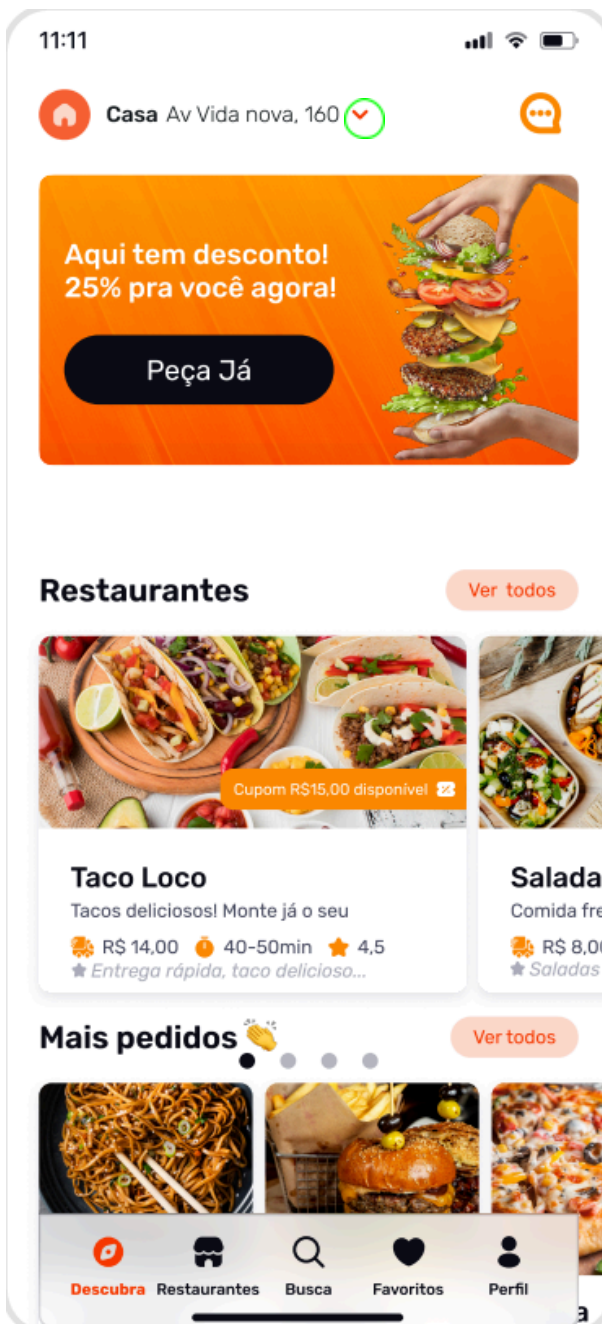 11:11
Casa Av Vida nova, 160
Aqui tem desconto!
25% pra você agora!
Peça Já
Restaurantes
Ver todos
Cupom R$15,00 disponível
Taco Loco
Tacos deliciosos! Monte já o seu
R$ 14,00 40-50min 4,5
Entrega rápida, taco delicioso...
Salada
Comida fre
R$ 8,00
Saladas
Mais pedidos 👏
Ver todos
Descubra Restaurantes Busca Favoritos Perfil
a